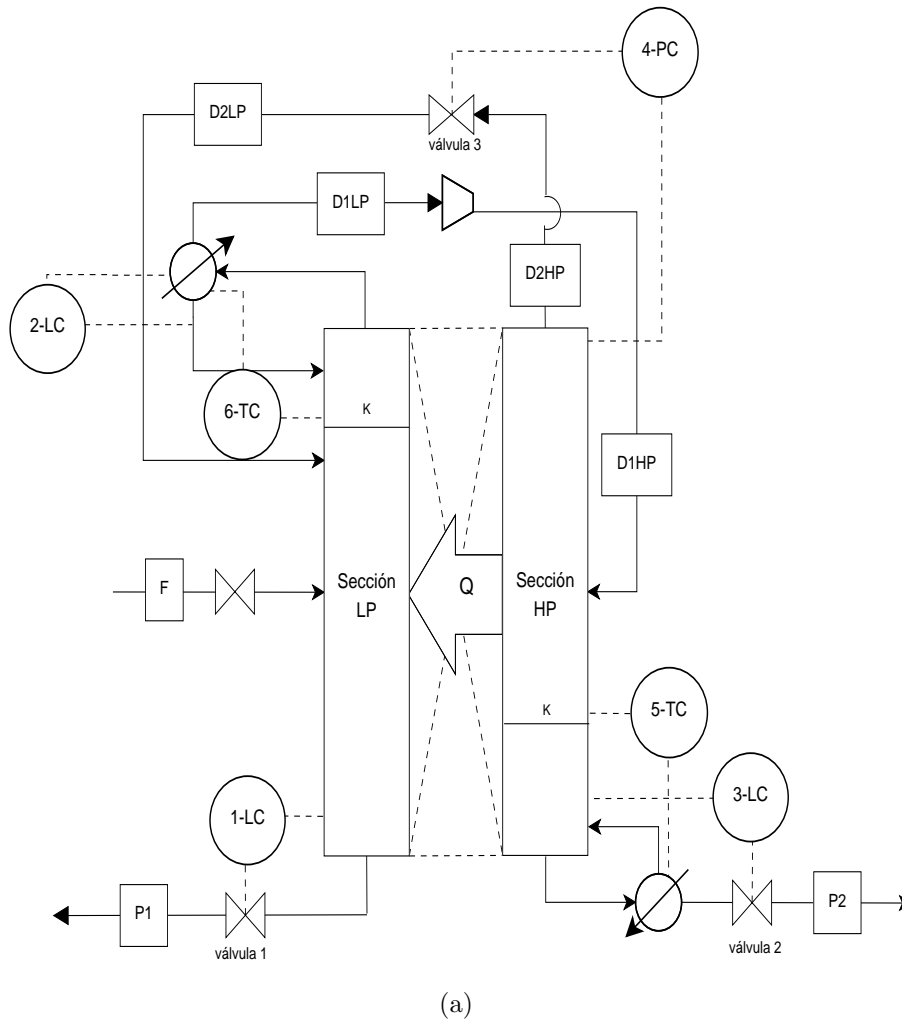 4-PC
D2LP
válvula 3
D1LP
D2HP
2-LC
6-TC
K
D1HP
F
Sección
LP
Q
Sección
HP
K
5-TC
1-LC
3-LC
P1
válvula 1
P2
válvula 2
(a)